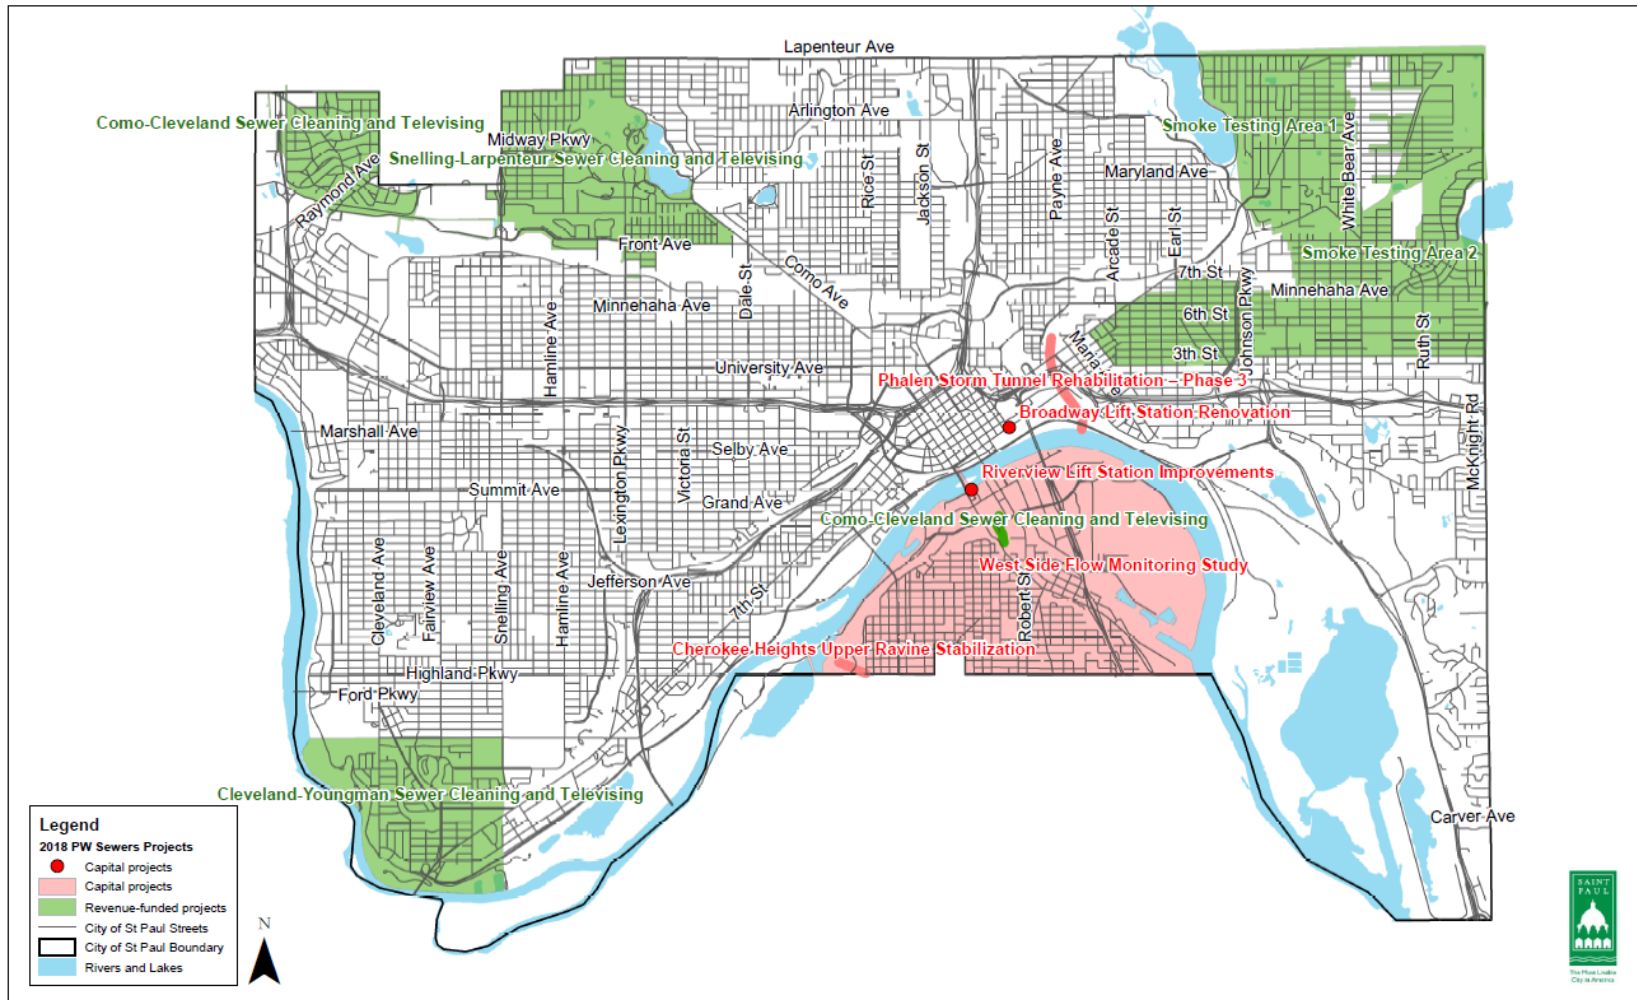 Lapenteur Ave
Arlington Ave
Como-Cleveland Sewer Cleaning and Televising
Smoke Testing Area 1
Midway Pkwy
Snelling-Larpenteur Sewer Cleaning and Televising
White Bear Ave
Raymond Ave
Rice St
Jackson St
Payne Ave
Maryland Ave
Arcade St
Earl St
Front Ave
Smoke Testing Area 2
Como Ave
7th St
Dale St
Minnehaha Ave
Minnehaha Ave
Johnson Pkwy
6th St
Hamline Ave
Ruth St
3th St
Maria Ave
University Ave
Phalen Storm Tunnel Rehabilitation – Phase 3
Broadway Lift Station Renovation
Marshall Ave
McKnight Rd
Selby Ave
Lexington Pkwy
Victoria St
Riverview Lift Station Improvements
Summit Ave
Grand Ave
Como-Cleveland Sewer Cleaning and Televising
West Side Flow Monitoring Study
Cleveland Ave
Fairview Ave
Snelling Ave
Hamline Ave
Jefferson Ave
7th St
Robert St
Cherokee Heights Upper Ravine Stabilization
Highland Pkwy
Ford Pkwy
Cleveland-Youngman Sewer Cleaning and Televising
Carver Ave
Legend
2018 PW Sewers Projects
Capital projects
Capital projects
Revenue-funded projects
City of St Paul Streets
City of St Paul Boundary
Rivers and Lakes
N
SAINT
PAUL
The Most Livable
City in America